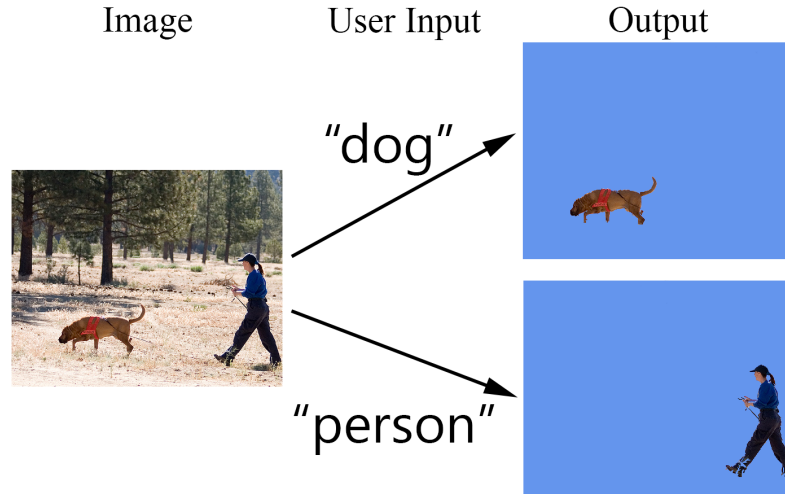 Image User Input Output
“dog”
“person”